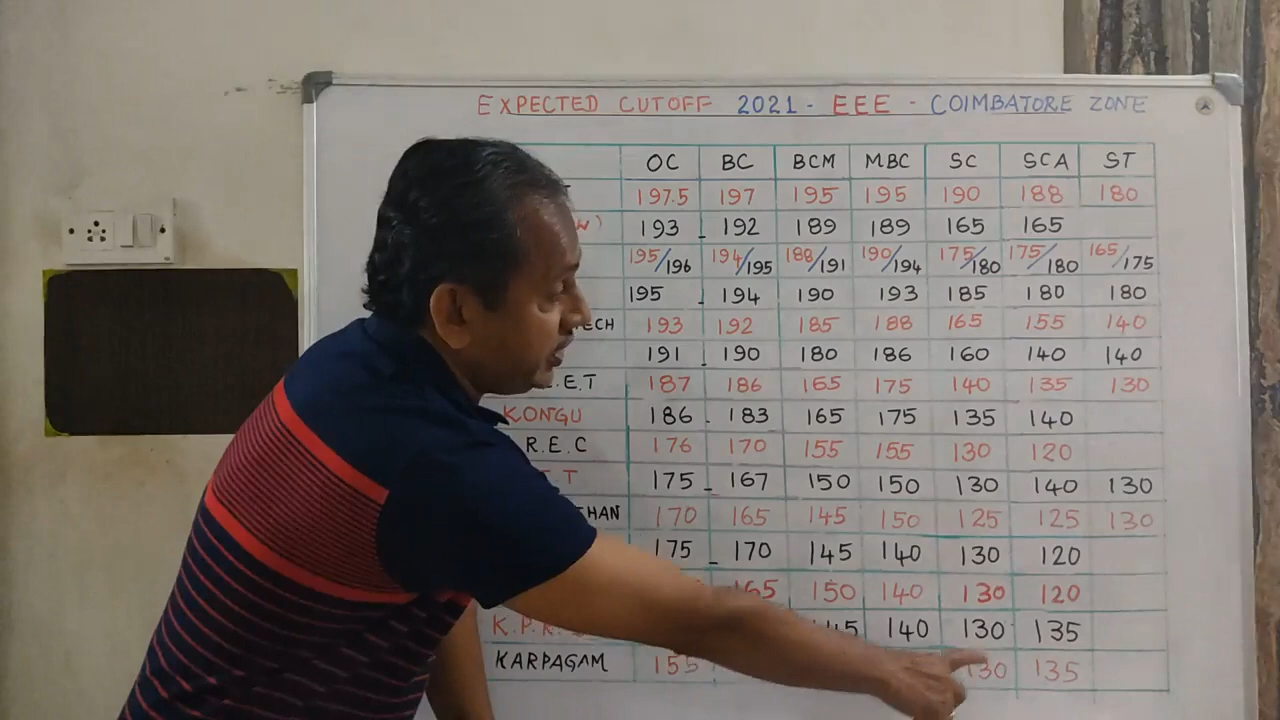 EXPECTED CUTOFF 2021 - EEE - COIMBATORE ZONE
OC BC BCM MBC SC SCA ST
197.5 197 195 195 190 188 180
193 - 192 189 189 165 165
195/196 194/195 188/191 190/194 175/180 175/180 165/175
195 - 194 190 193 185 180 180
193 192 185 188 165 155 140
191 - 190 180 186 160 140 140
187 186 165 175 140 135 130
KONGU 186 - 183 165 175 135 140
R.E.C 176 170 155 155 130 120
175 - 167 150 150 130 140 130
170 165 145 150 125 125 130
175 - 170 145 140 130 120
165 150 140 130 120
K.P.R 140 130 135
KARPAGAM 155 130 135